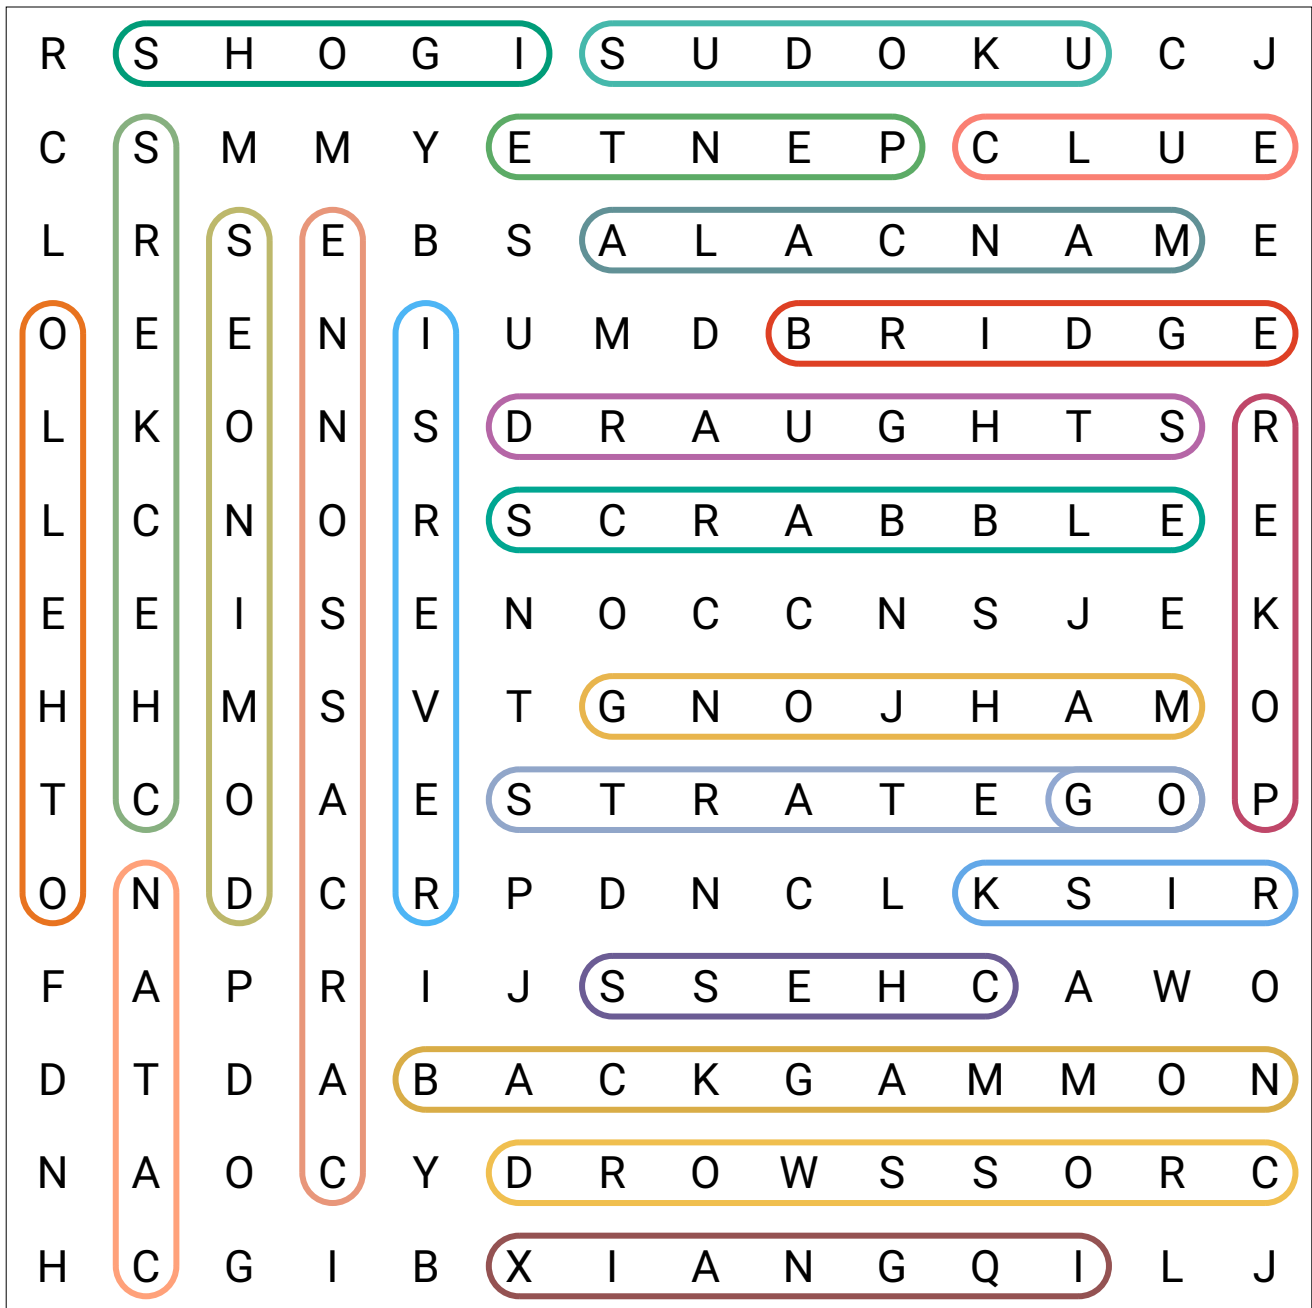 R S H O G I S U D O K U C J
C S M M Y E T N E P C L U E
L R S E B S A L A C N A M E
O E E N I U M D B R I D G E
L K O N S D R A U G H T S R
L C N O R S C R A B B L E E
E E I S E N O C C N S J E K
H H M S V T G N O J H A M O
T C O A E S T R A T E G O P
O N D C R P D N C L K S I R
F A P R I J S S E H C A W O
D T D A B A C K G A M M O N
N A O C Y D R O W S S O R C
H C G I B X I A N G Q I L J